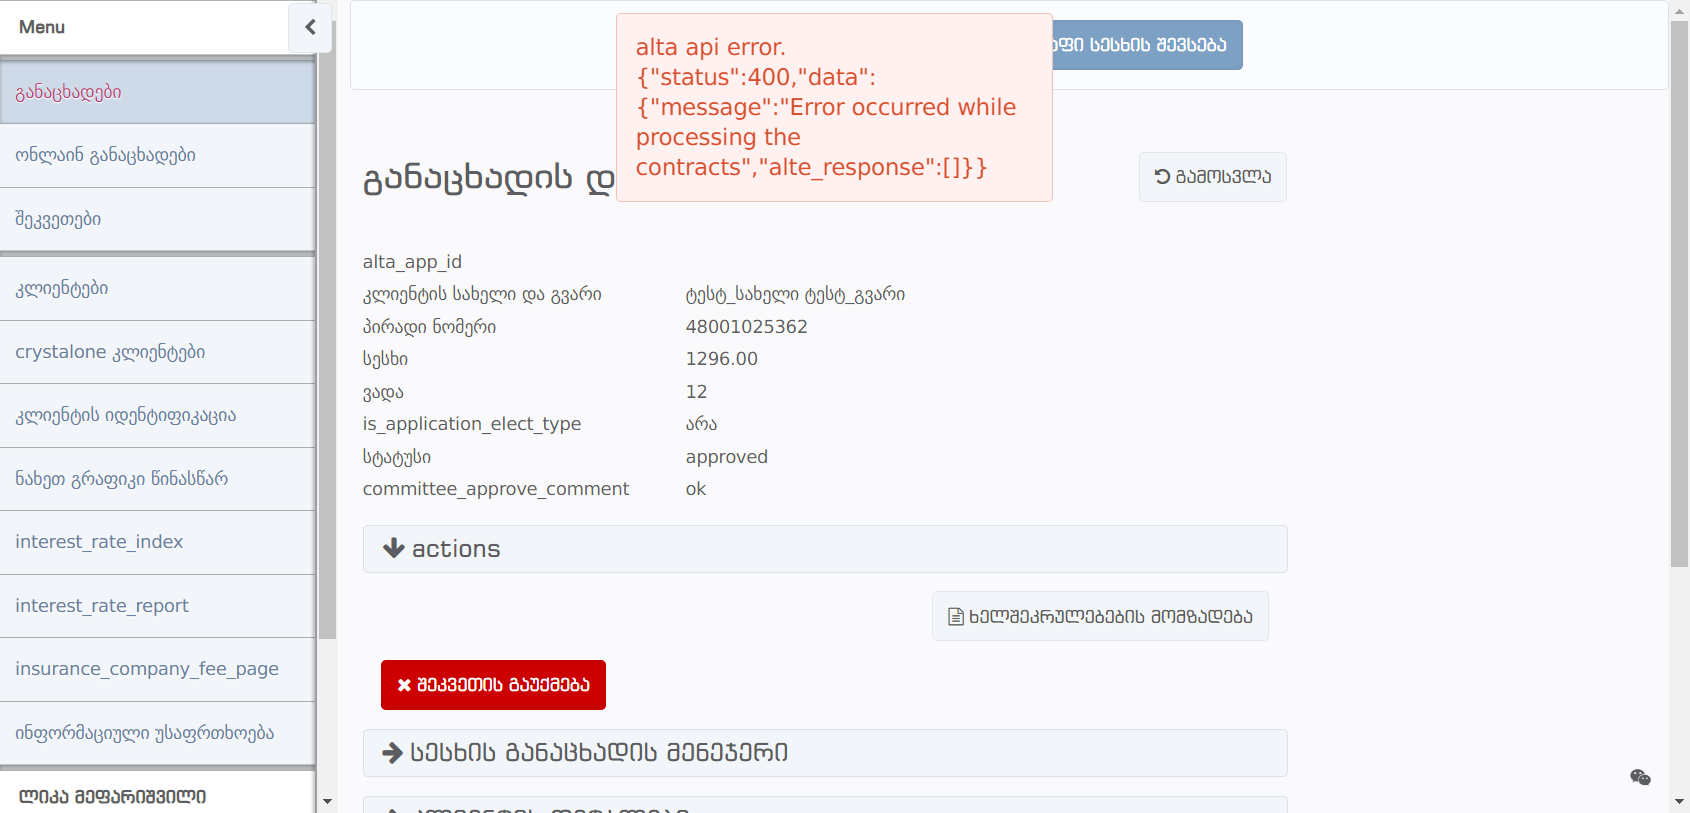 Menu
განაცხადები
ონლაინ განაცხადები
შეკვეთები
კლიენტები
crystalone კლიენტები
კლიენტის იდენტიფიკაცია
ნახეთ გრაფიკი წინასწარ
interest_rate_index
interest_rate_report
insurance_company_fee_page
ინფორმაციული უსაფრთხოება
ლიკა მეფარიშვილი
სესხის შევსება
alta api error.
{"status":400,"data":
{"message":"Error occurred while
processing the
contracts","alte_response":[]}}
განაცხადის დ
გამოსვლა
alta_app_id
კლიენტის სახელი და გვარი ტესტ_სახელი ტესტ_გვარი
პირადი ნომერი 48001025362
სესხი 1296.00
ვადა 12
is_application_elect_type არა
სტატუსი approved
committee_approve_comment ok
actions
ხელშეკრულებების მომზადება
შეკვეთის გაუქმება
სესხის განაცხადის მენეჯერი